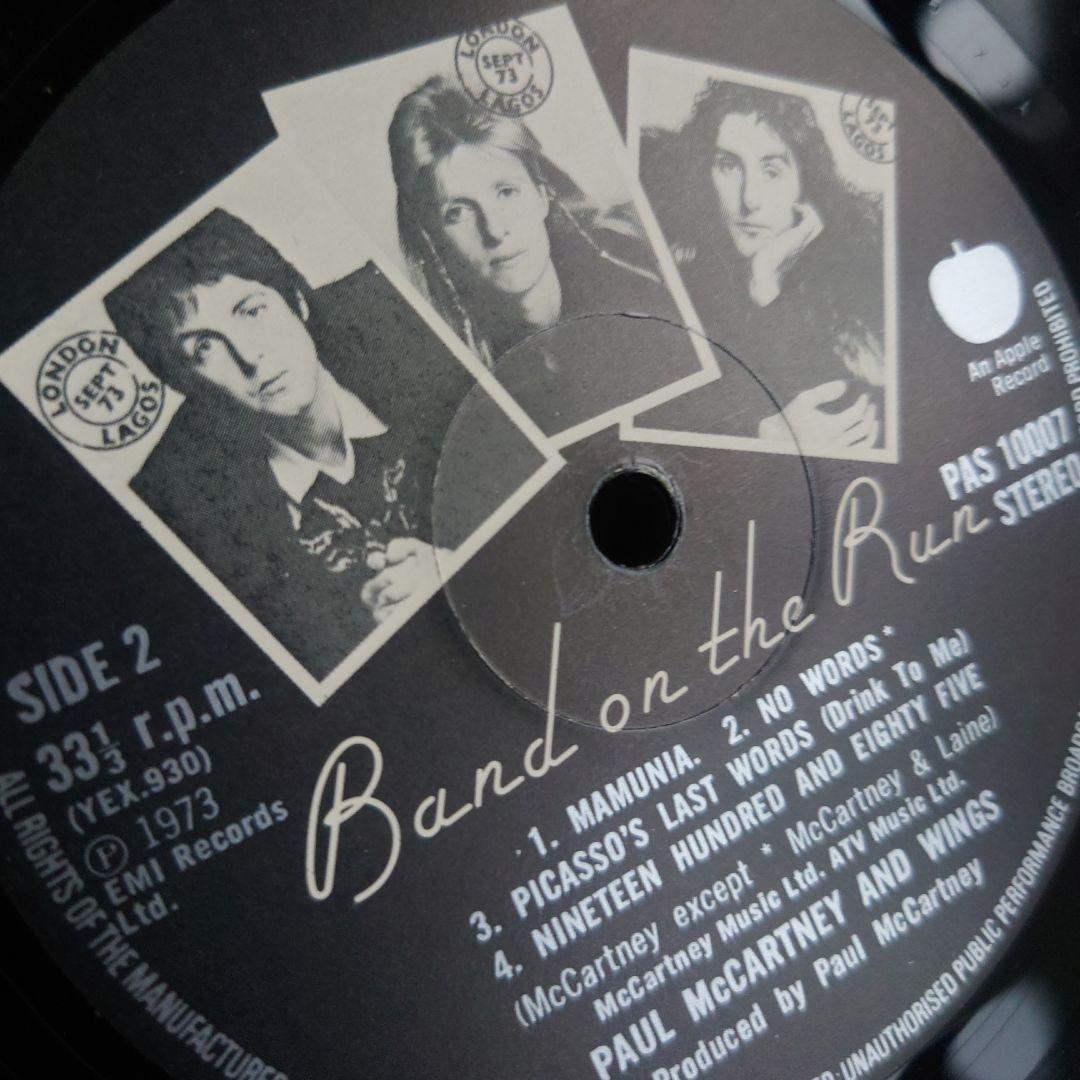 LONDON
SEPT
73
LAGOS
SEPT
73
LAGOS
LONDON
SEPT
73
LAGOS
An Apple
Record
PAS 10007
STEREO
Band on the Run
SIDE 2
33⅓ r.p.m.
(YEX.930)
Ⓟ 1973
EMI Records
Ltd.
1. MAMUNIA. 2. NO WORDS*
3. PICASSO'S LAST WORDS (Drink To Me)
4. NINETEEN HUNDRED AND EIGHTY FIVE
(McCartney except * McCartney & Laine)
McCartney Music Ltd. ATV Music Ltd.
PAUL McCARTNEY AND WINGS
Produced by Paul McCartney
ALL RIGHTS OF THE MANUFACTURE
UNAUTHORISED PUBLIC PERFORMANCE BROADC
PROHIBITED